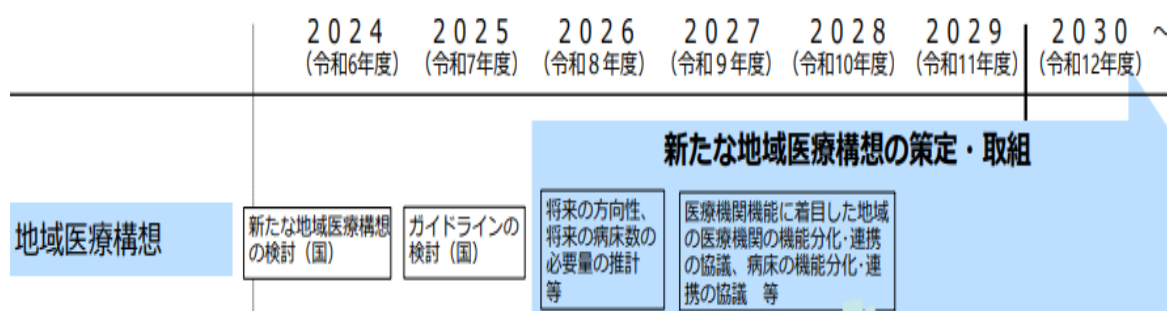 2024 2025 2026 2027 2028 2029 2030 ～
(令和6年度) (令和7年度) (令和8年度) (令和9年度) (令和10年度) (令和11年度) (令和12年度)
新たな地域医療構想の策定・取組
地域医療構想
新たな地域医療構想
の検討（国）
ガイドラインの
検討（国）
将来の方向性、
将来の病床数の
必要量の推計
等
医療機関機能に着目した地域
の医療機関の機能分化・連携
の協議、病床の機能分化・連
携の協議　等